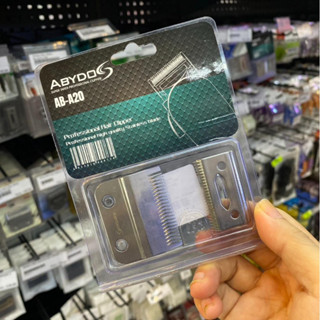 ABYDOS
AB-A20
Professional Hair Clipper
Professional high quality Stainless Blade